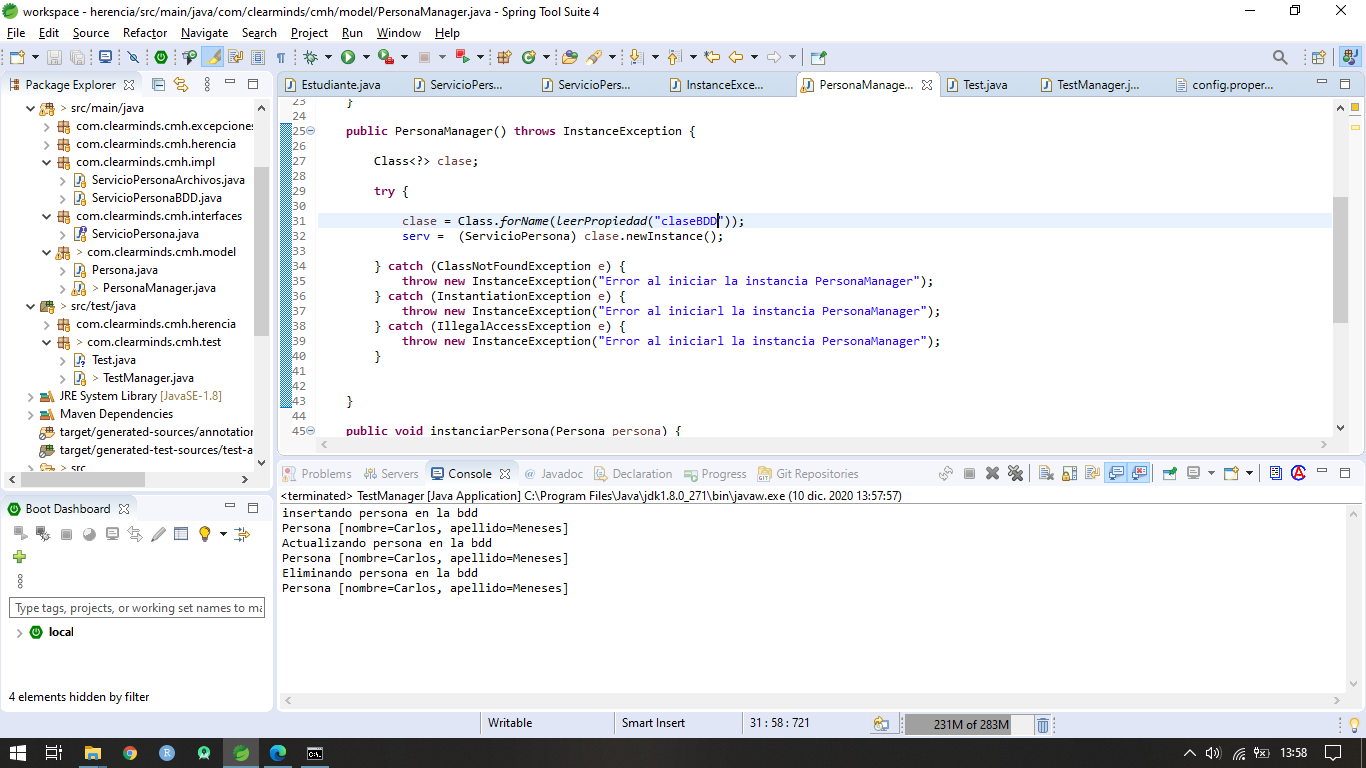 workspace - herencia/src/main/java/com/clearminds/cmh/model/PersonaManager.java - Spring Tool Suite 4
File Edit Source Refactor Navigate Search Project Run Window Help
Package Explorer
> src/main/java
com.clearminds.cmh.excepciones
com.clearminds.cmh.herencia
com.clearminds.cmh.impl
ServicioPersonaArchivos.java
ServicioPersonaBDD.java
com.clearminds.cmh.interfaces
ServicioPersona.java
> com.clearminds.cmh.model
Persona.java
> PersonaManager.java
> src/test/java
com.clearminds.cmh.herencia
> com.clearminds.cmh.test
Test.java
> TestManager.java
JRE System Library [JavaSE-1.8]
Maven Dependencies
target/generated-sources/annotation
target/generated-test-sources/test-a
> src
Boot Dashboard
Type tags, projects, or working set names to ma
local
4 elements hidden by filter
Estudiante.java ServicioPers... ServicioPers... InstanceExce... PersonaManage... Test.java TestManager.j... config.proper...
23 }
24
25 public PersonaManager() throws InstanceException {
26
27 Class<?> clase;
28
29 try {
30
31 clase = Class.forName(leerPropiedad("claseBDD"));
32 serv = (ServicioPersona) clase.newInstance();
33
34 } catch (ClassNotFoundException e) {
35 throw new InstanceException("Error al iniciar la instancia PersonaManager");
36 } catch (InstantiationException e) {
37 throw new InstanceException("Error al iniciarl la instancia PersonaManager");
38 } catch (IllegalAccessException e) {
39 throw new InstanceException("Error al iniciarl la instancia PersonaManager");
40 }
41
42
43 }
44
45 public void instanciarPersona(Persona persona) {
Problems Servers Console Javadoc Declaration Progress Git Repositories
<terminated> TestManager [Java Application] C:\Program Files\Java\jdk1.8.0_271\bin\javaw.exe (10 dic. 2020 13:57:57)
insertando persona en la bdd
Persona [nombre=Carlos, apellido=Meneses]
Actualizando persona en la bdd
Persona [nombre=Carlos, apellido=Meneses]
Eliminando persona en la bdd
Persona [nombre=Carlos, apellido=Meneses]
Writable Smart Insert 31 : 58 : 721 231M of 283M
13:58